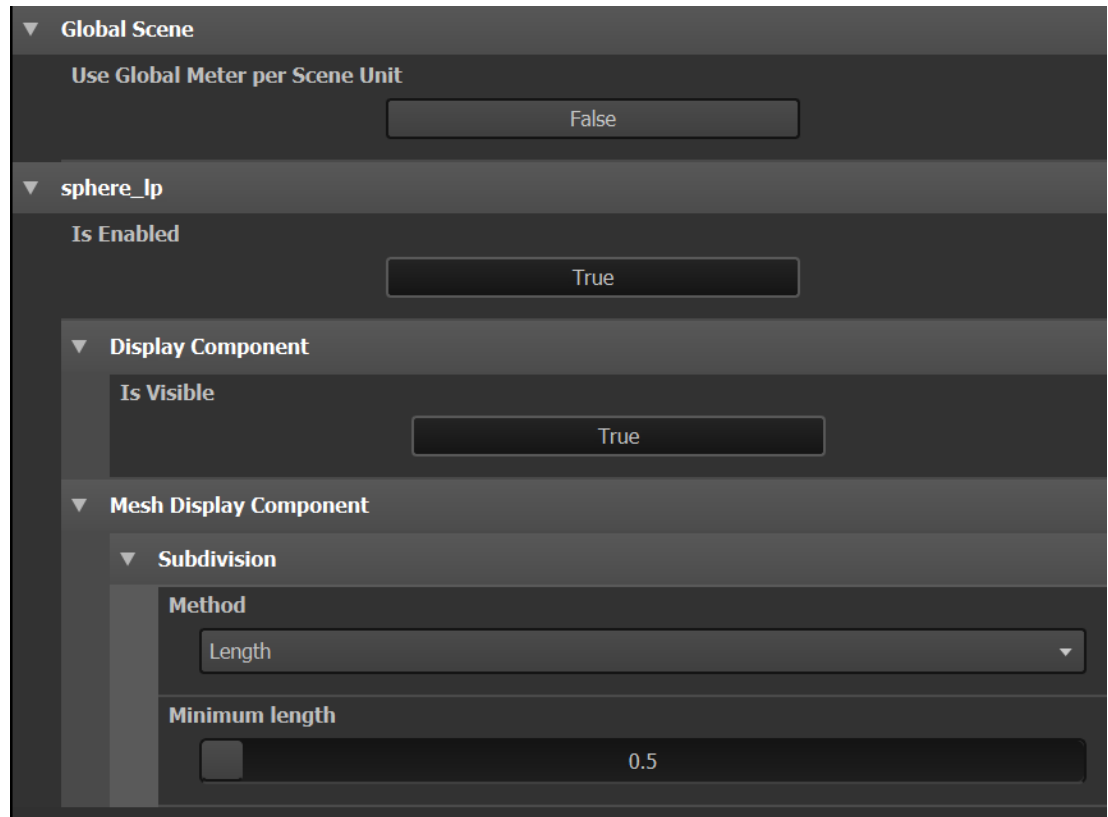 Global Scene
Use Global Meter per Scene Unit
False
sphere_lp
Is Enabled
True
Display Component
Is Visible
True
Mesh Display Component
Subdivision
Method
Length
Minimum length
0.5